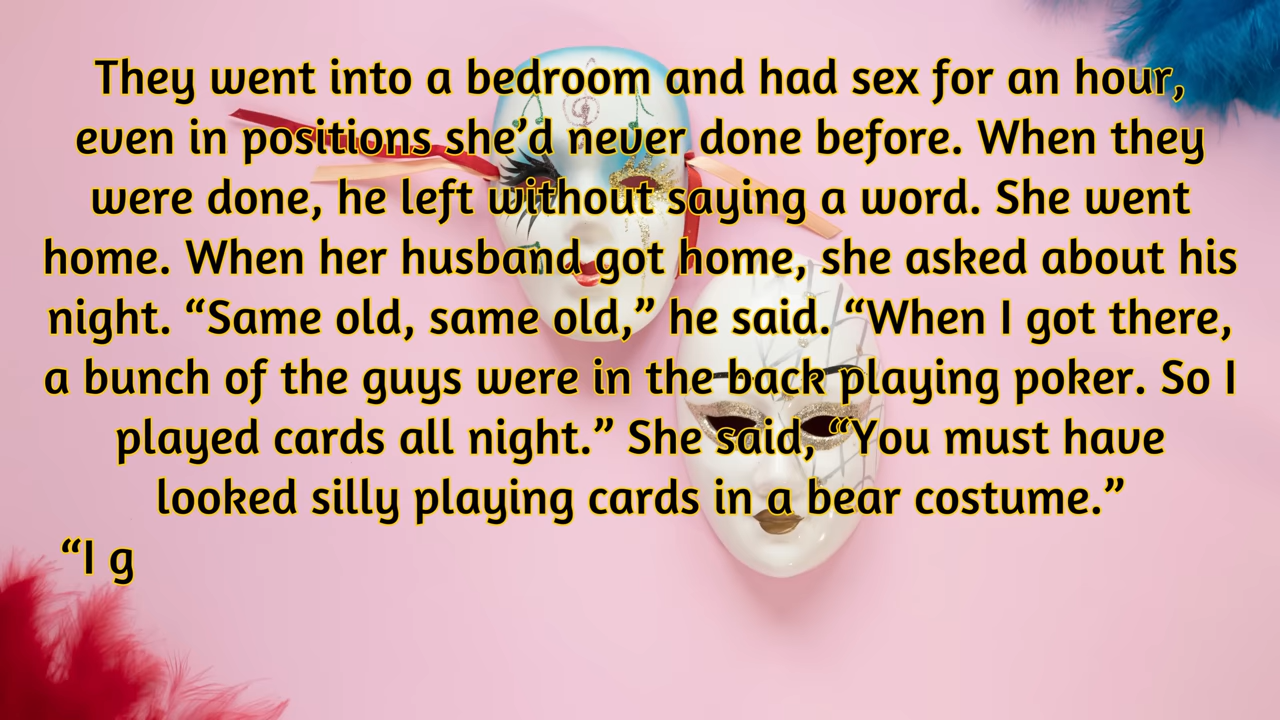 They went into a bedroom and had sex for an hour,
even in positions she’d never done before. When they
were done, he left without saying a word. She went
home. When her husband got home, she asked about his
night. “Same old, same old,” he said. “When I got there,
a bunch of the guys were in the back playing poker. So I
played cards all night.” She said, “You must have
looked silly playing cards in a bear costume.”
“I g